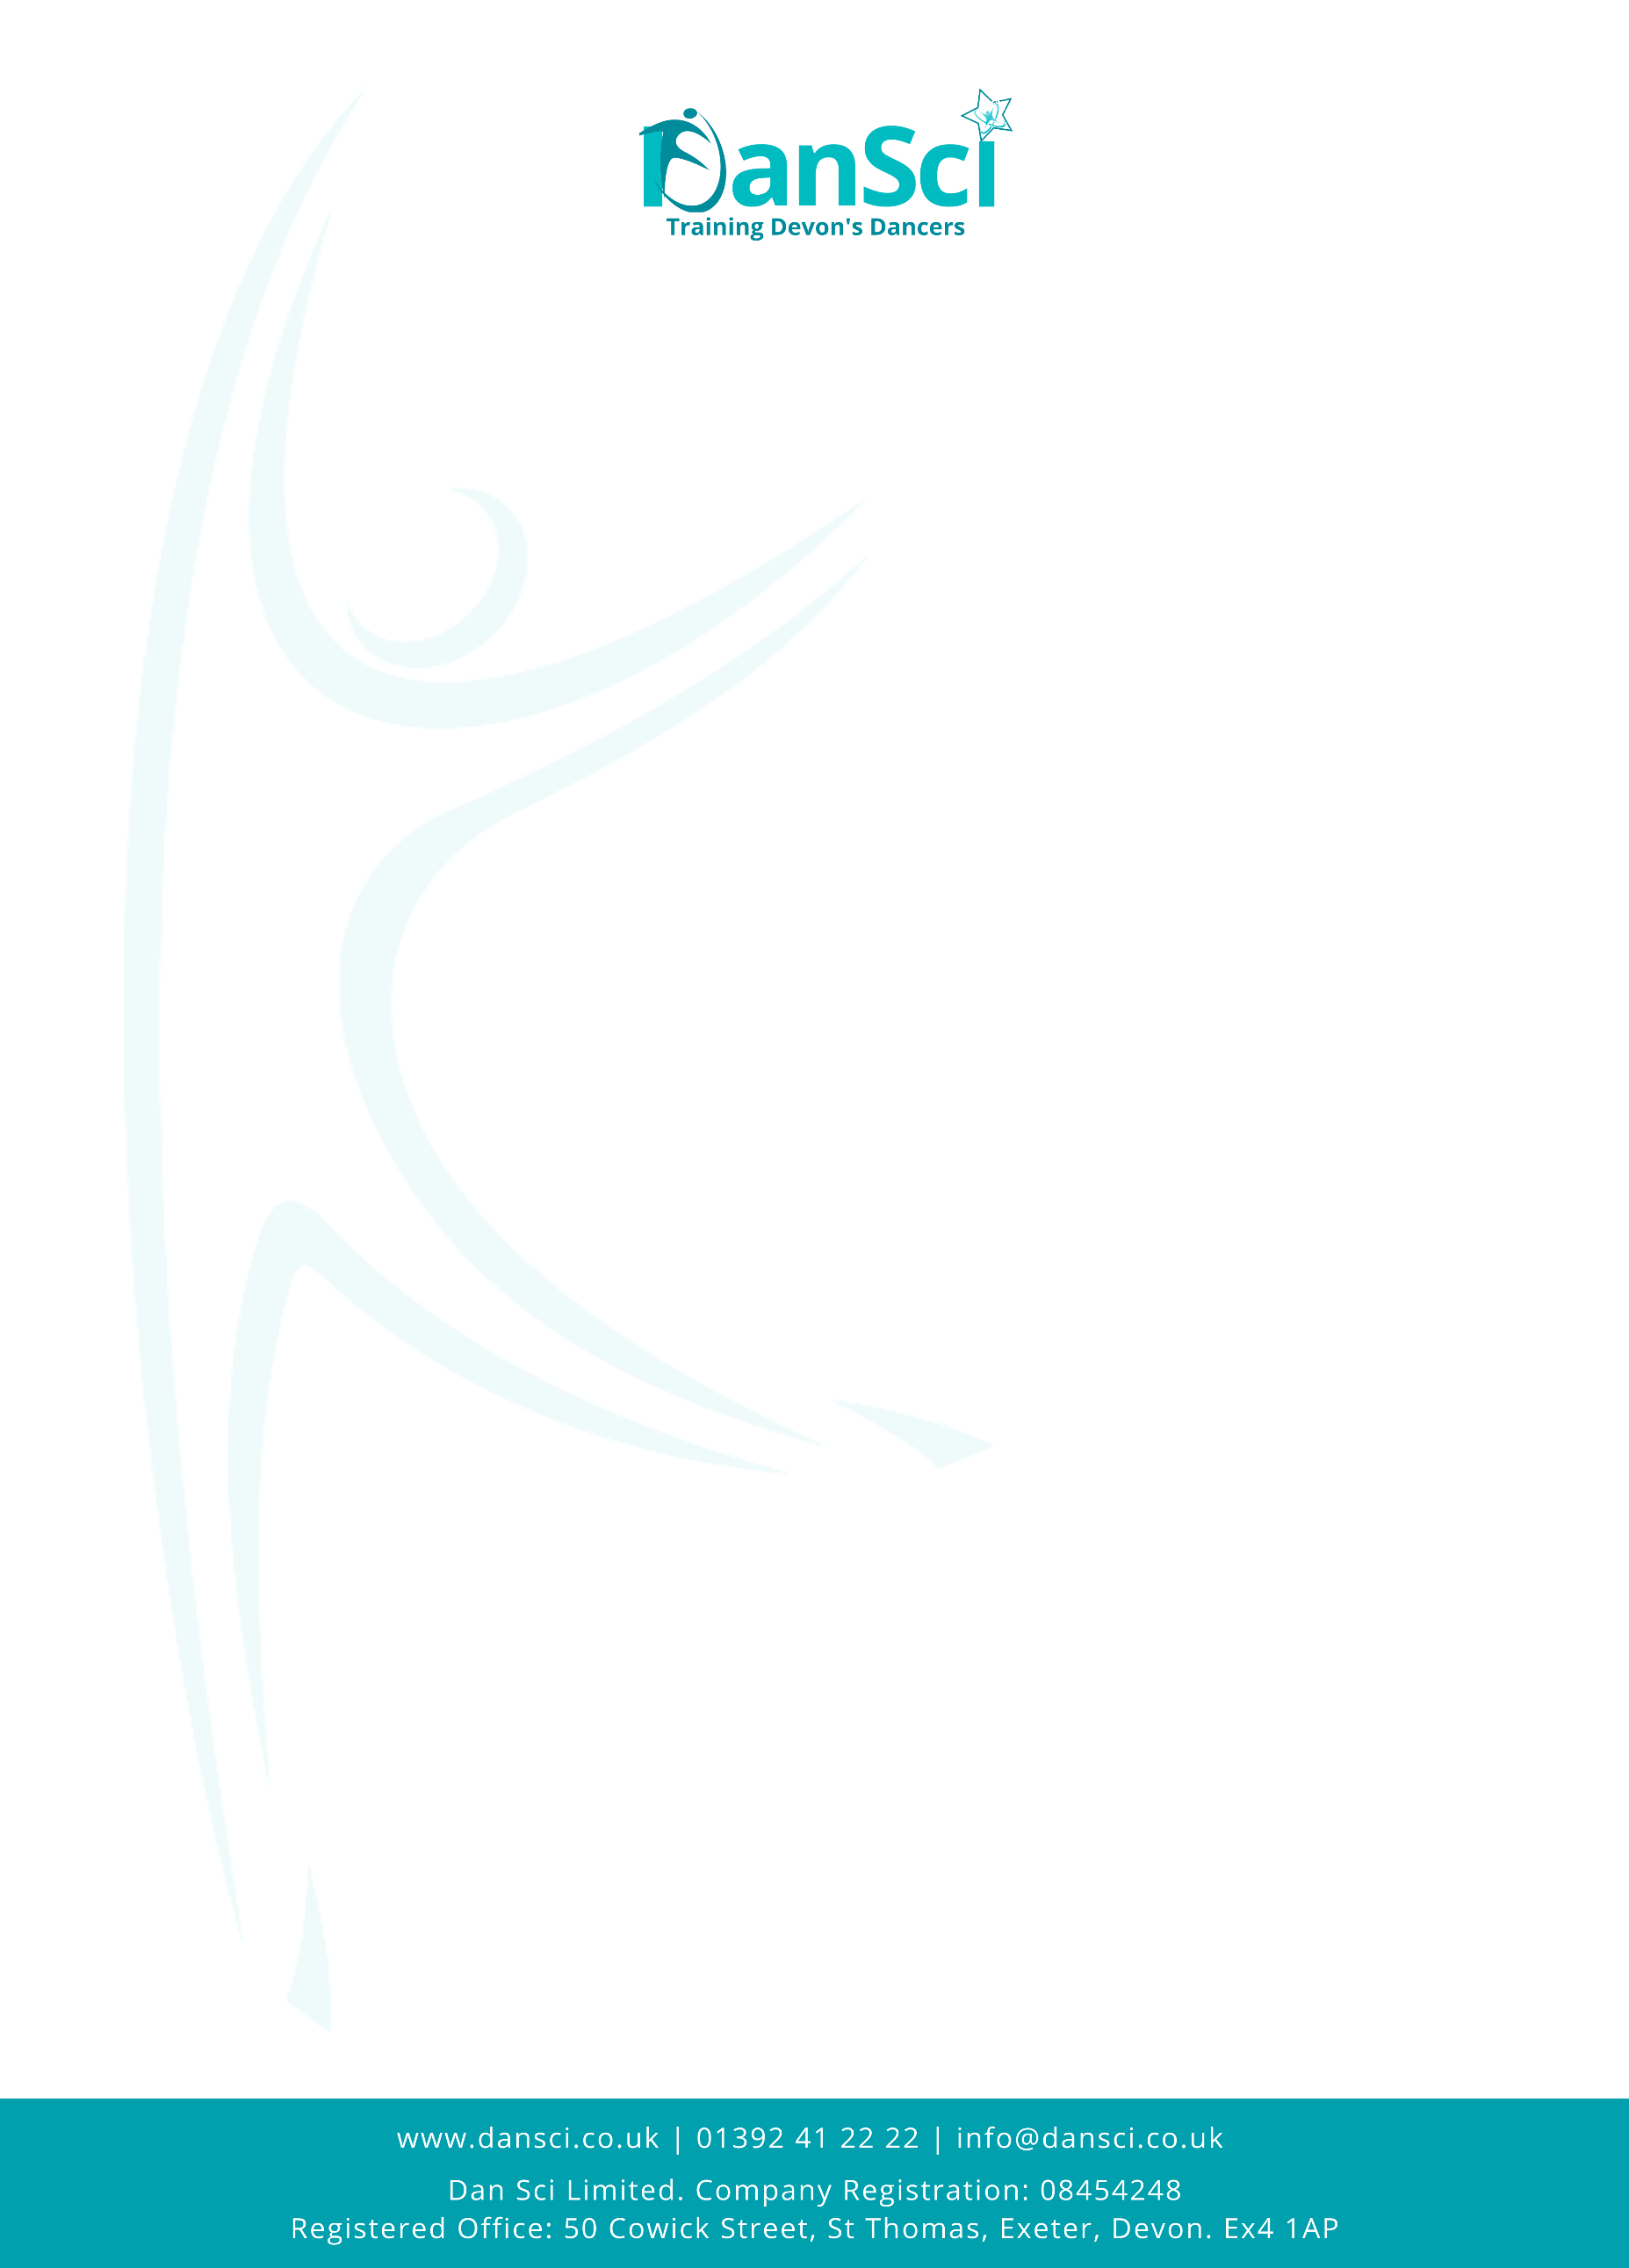 DanSci
Training Devon's Dancers
www.dansci.co.uk | 01392 41 22 22 | info@dansci.co.uk
Dan Sci Limited. Company Registration: 08454248
Registered Office: 50 Cowick Street, St Thomas, Exeter, Devon. Ex4 1AP